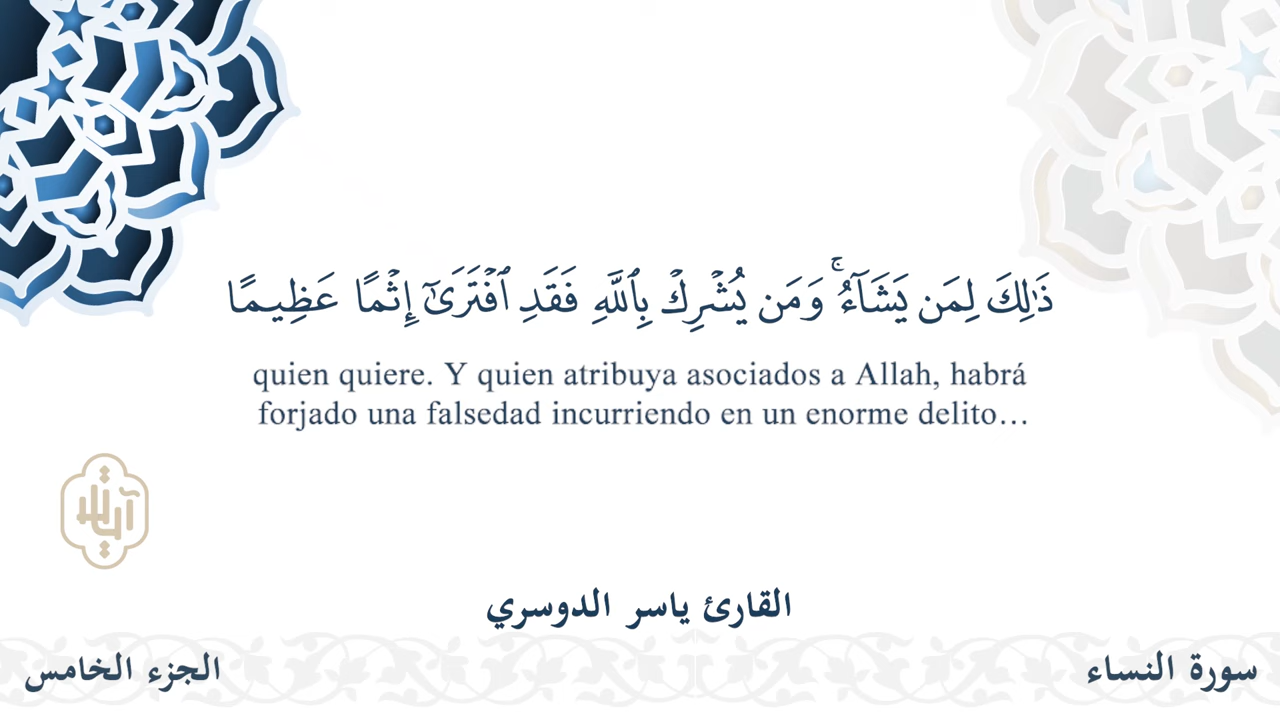 ذَٰلِكَ لِمَن يَشَآءُۚ وَمَن يُشۡرِكۡ بِٱللَّهِ فَقَدِ ٱفۡتَرَىٰٓ إِثۡمًا عَظِيمًا
quien quiere. Y quien atribuya asociados a Allah, habrá
forjado una falsedad incurriendo en un enorme delito…
آيات
القارئ ياسر الدوسري
سورة النساء
الجزء الخامس